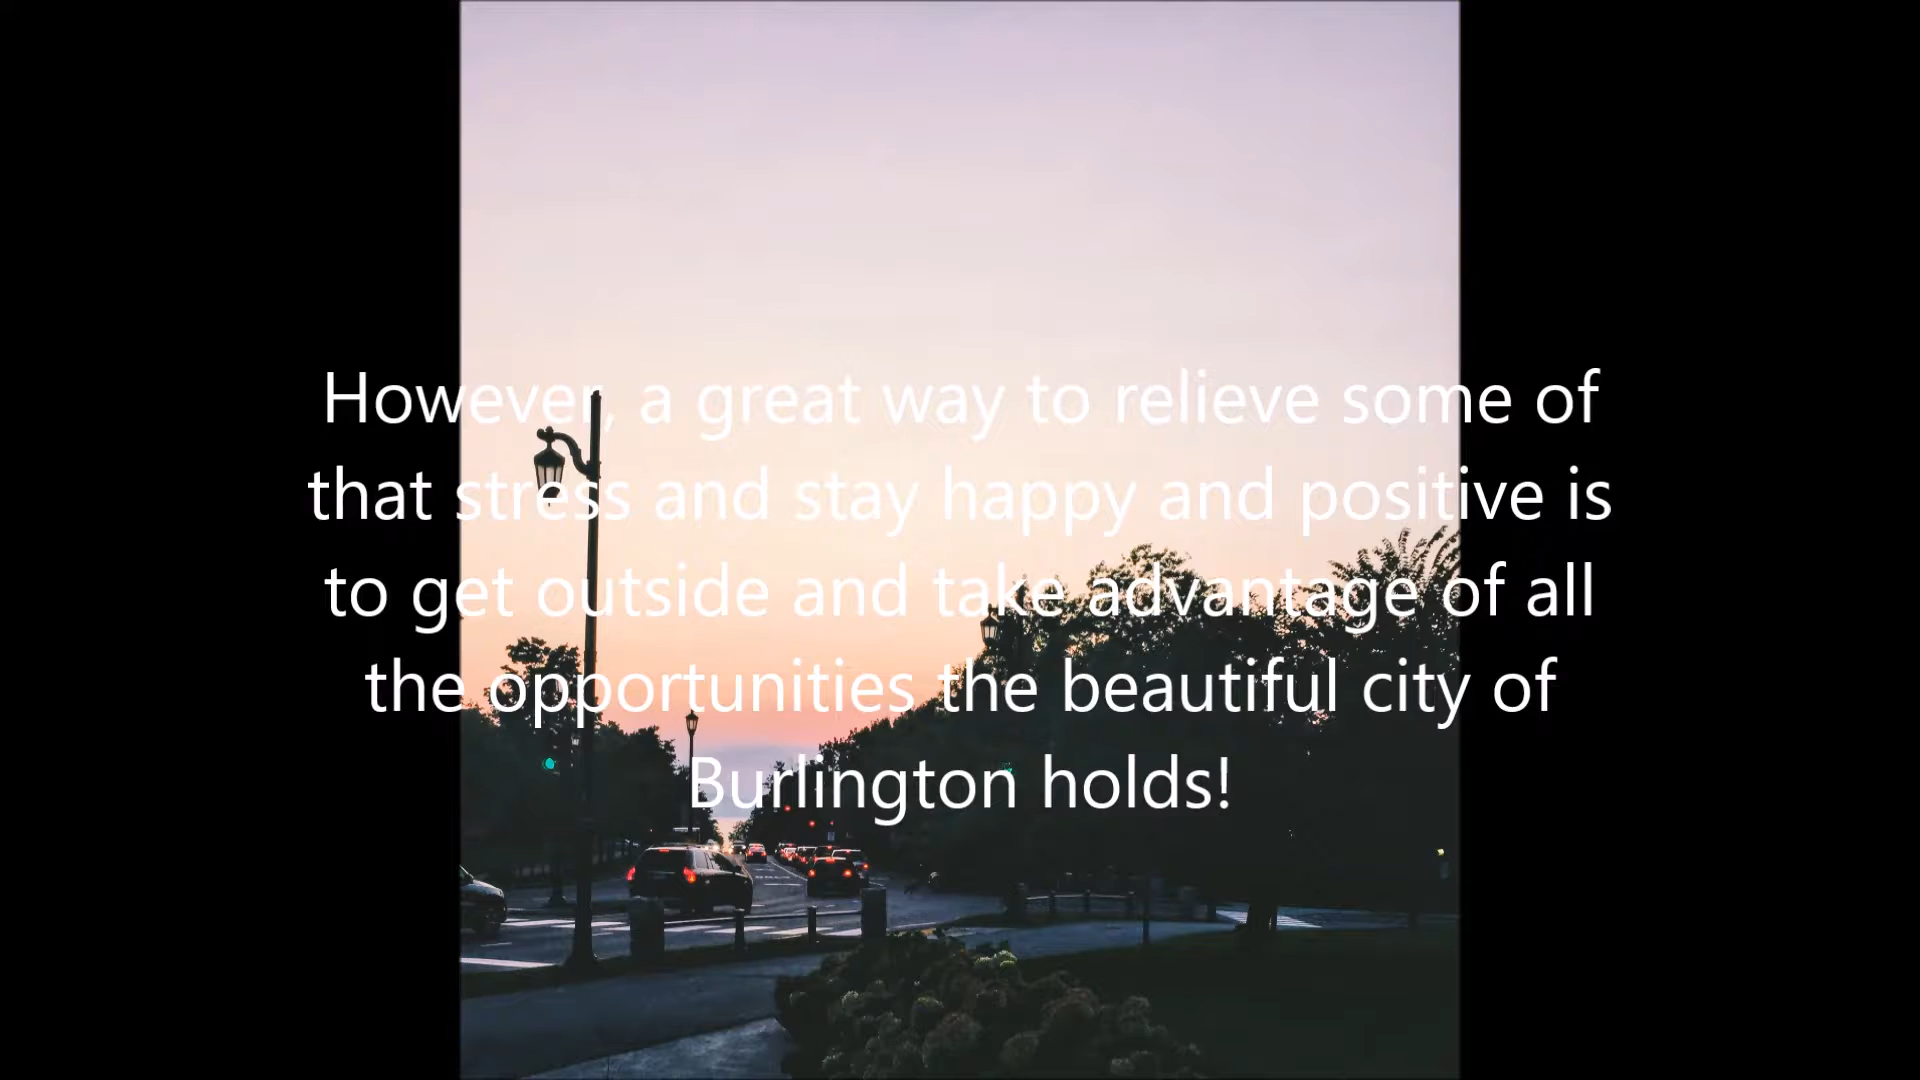 However, a great way to relieve some of
that stress and stay happy and positive is
to get outside and take advantage of all
the opportunities the beautiful city of
Burlington holds!